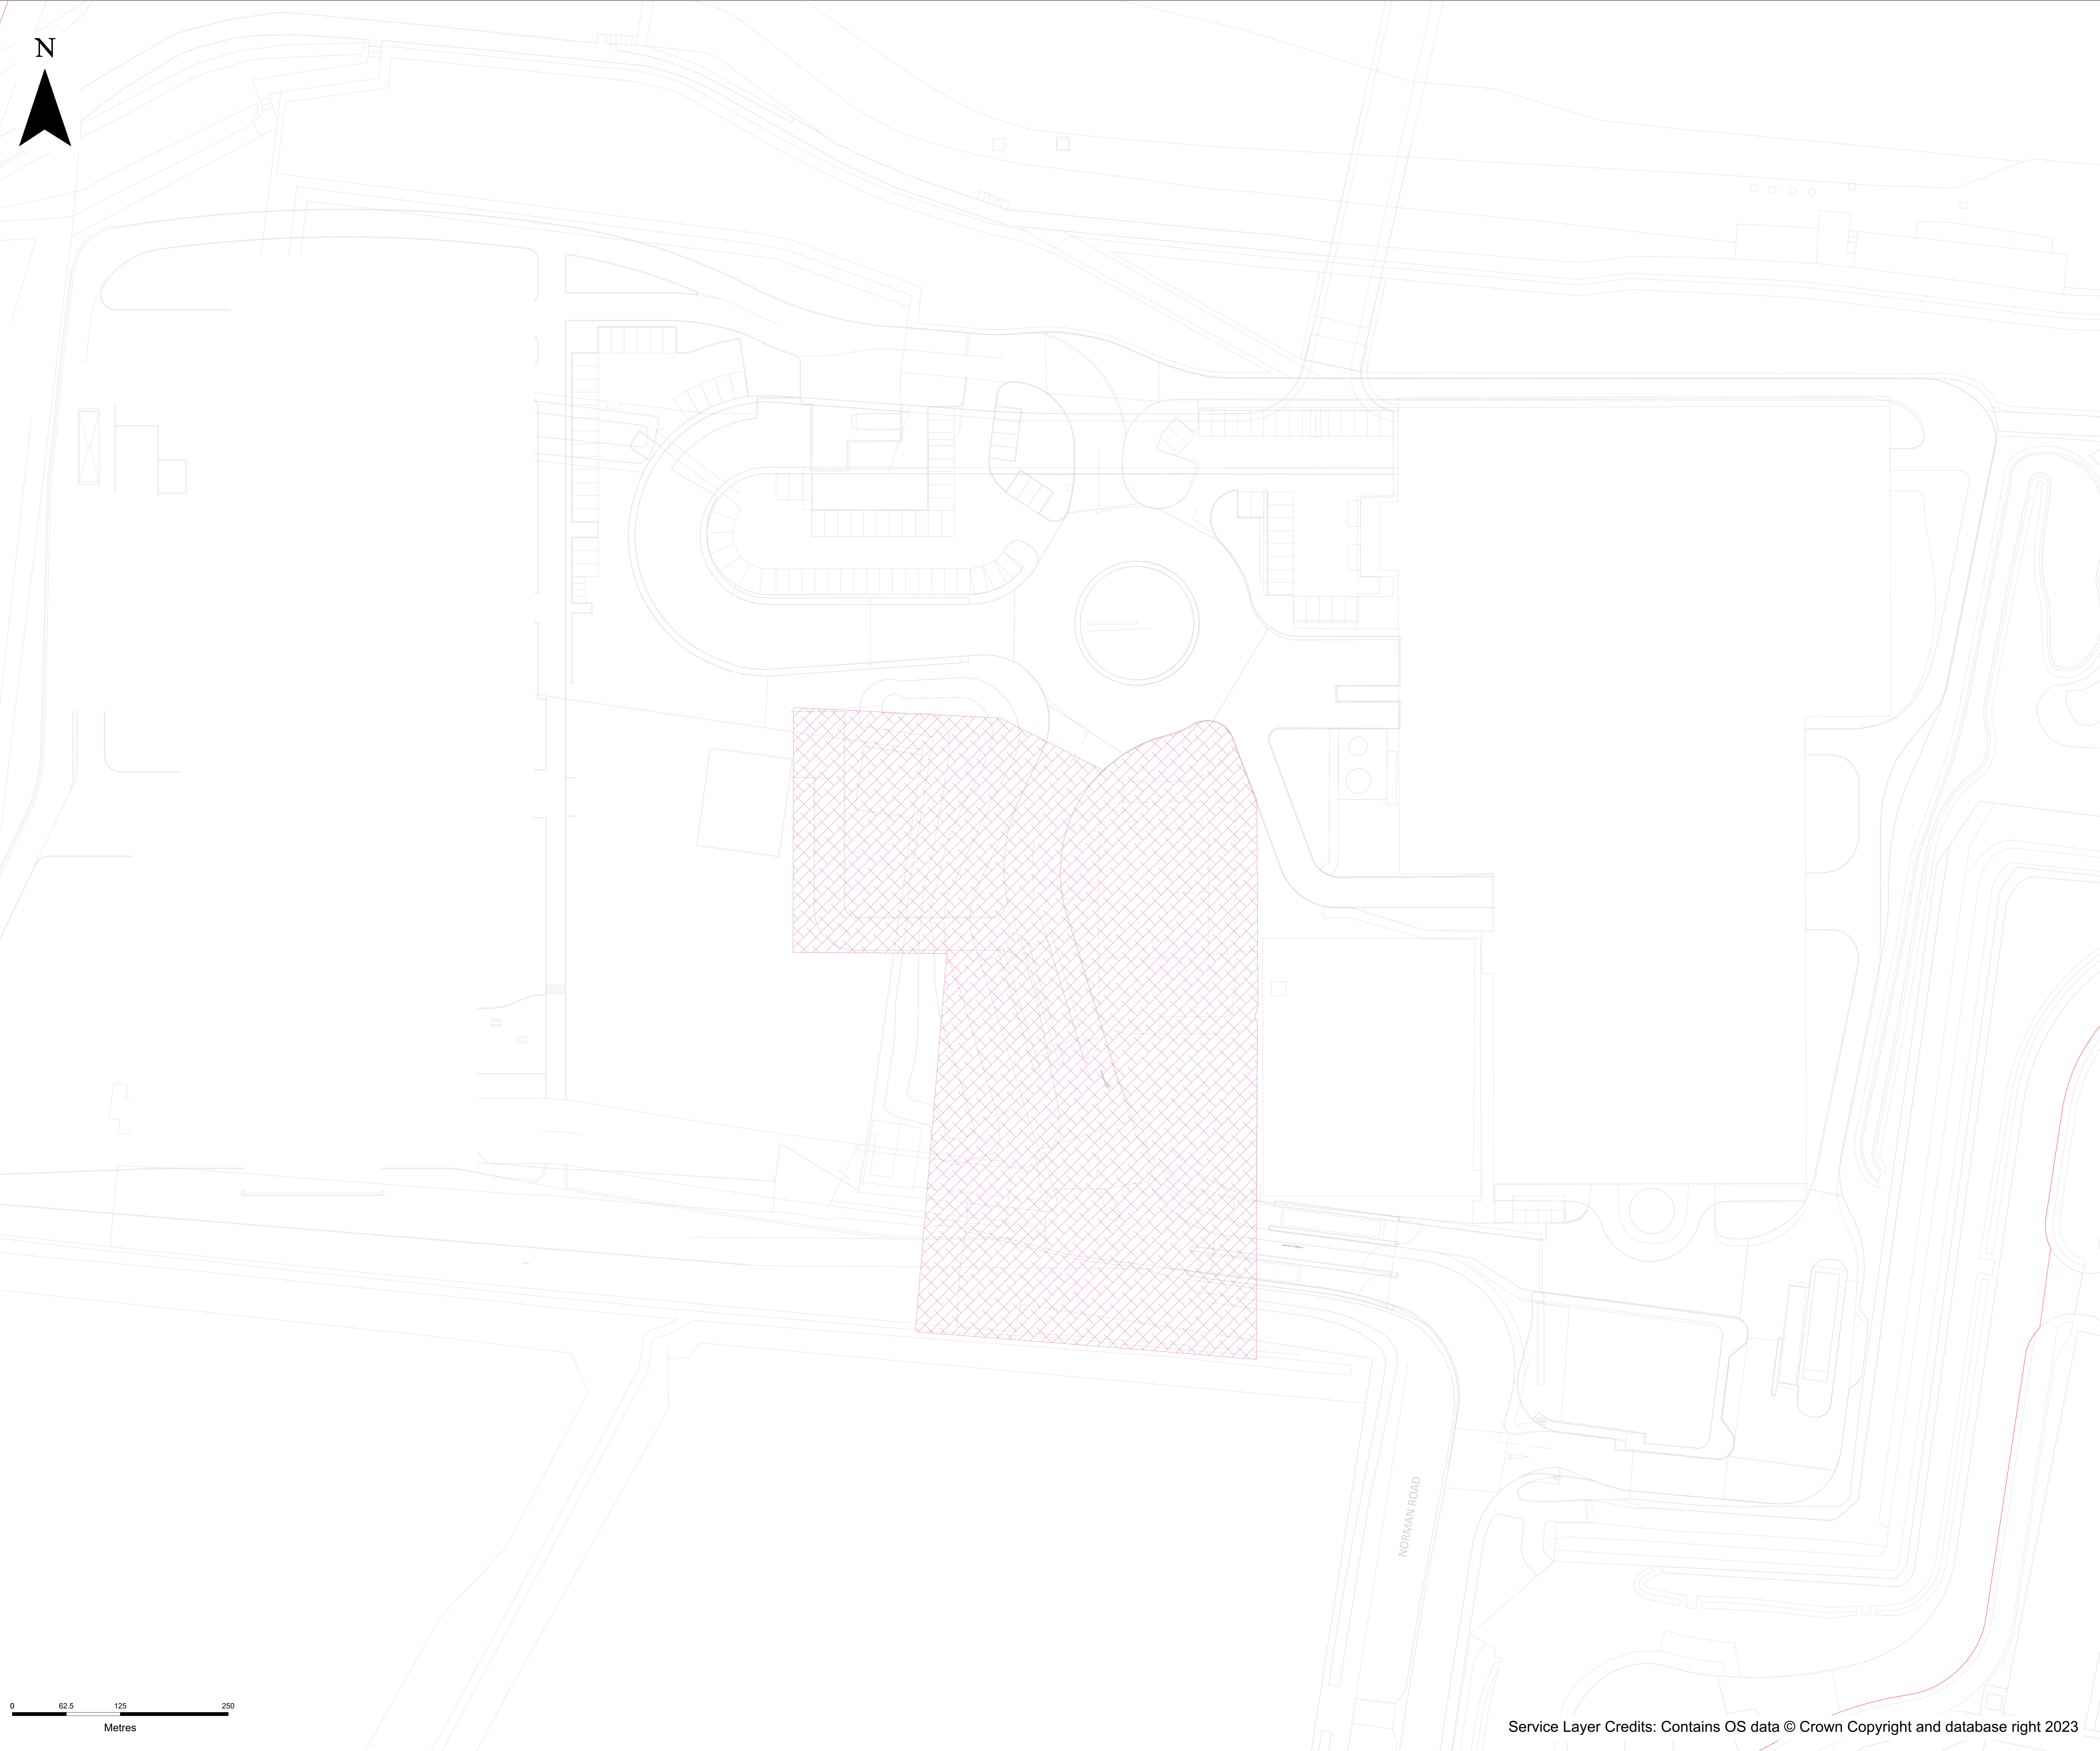 N
NORMAN ROAD
0 62.5 125 250
Metres
Service Layer Credits: Contains OS data © Crown Copyright and database right 2023